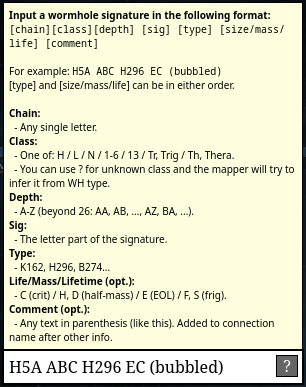 Input a wormhole signature in the following format:
[chain][class][depth] [sig] [type] [size/mass/
life] [comment]
For example: H5A ABC H296 EC (bubbled)
[type] and [size/mass/life] can be in either order.
Chain:
- Any single letter.
Class:
- One of: H / L / N / 1-6 / 13 / Tr, Trig / Th, Thera.
- You can use ? for unknown class and the mapper will try to
infer it from WH type.
Depth:
- A-Z (beyond 26: AA, AB, ..., AZ, BA, ...).
Sig:
- The letter part of the signature.
Type:
- K162, H296, B274...
Life/Mass/Lifetime (opt.):
- C (crit) / H, D (half-mass) / E (EOL) / F, S (frig).
Comment (opt.):
- Any text in parenthesis (like this). Added to connection
name after other info.
H5A ABC H296 EC (bubbled) ?